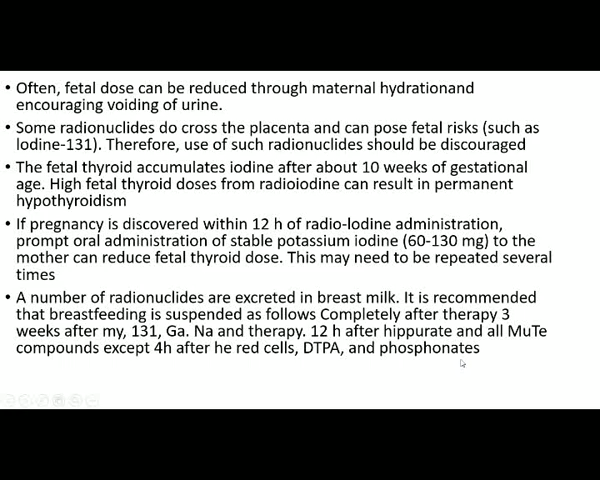 • Often, fetal dose can be reduced through maternal hydrationand
encouraging voiding of urine.
• Some radionuclides do cross the placenta and can pose fetal risks (such as
Iodine-131). Therefore, use of such radionuclides should be discouraged
• The fetal thyroid accumulates iodine after about 10 weeks of gestational
age. High fetal thyroid doses from radioiodine can result in permanent
hypothyroidism
• If pregnancy is discovered within 12 h of radio-Iodine administration,
prompt oral administration of stable potassium iodine (60-130 mg) to the
mother can reduce fetal thyroid dose. This may need to be repeated several
times
• A number of radionuclides are excreted in breast milk. It is recommended
that breastfeeding is suspended as follows Completely after therapy 3
weeks after my, 131, Ga. Na and therapy. 12 h after hippurate and all MuTe
compounds except 4h after he red cells, DTPA, and phosphonates